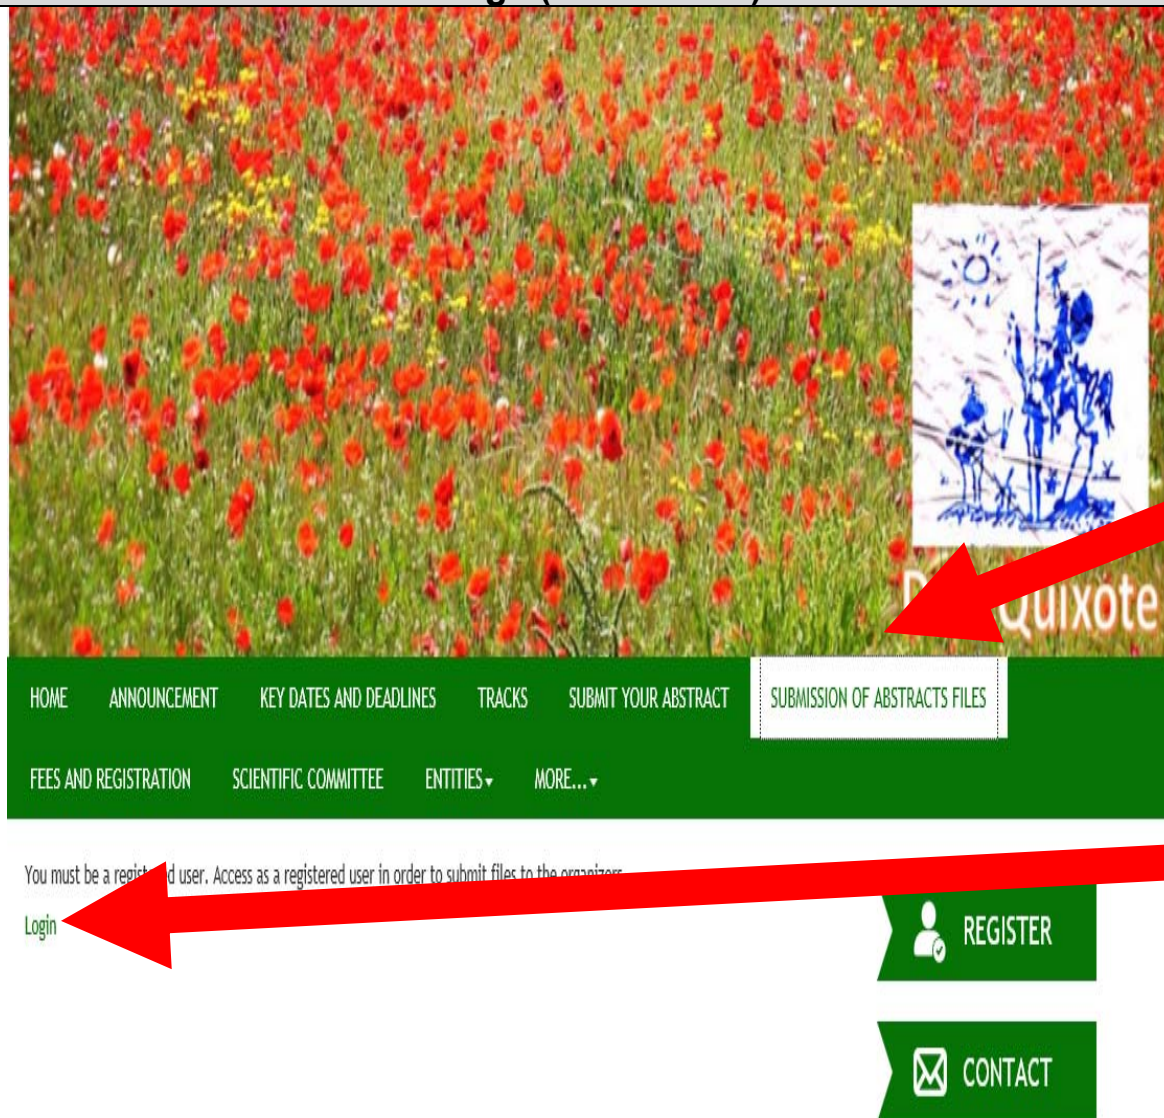 Quixote
HOME ANNOUNCEMENT KEY DATES AND DEADLINES TRACKS SUBMIT YOUR ABSTRACT SUBMISSION OF ABSTRACTS FILES
FEES AND REGISTRATION SCIENTIFIC COMMITTEE ENTITIES MORE...
You must be a registered user. Access as a registered user in order to submit files to the organizers
Login
REGISTER
CONTACT